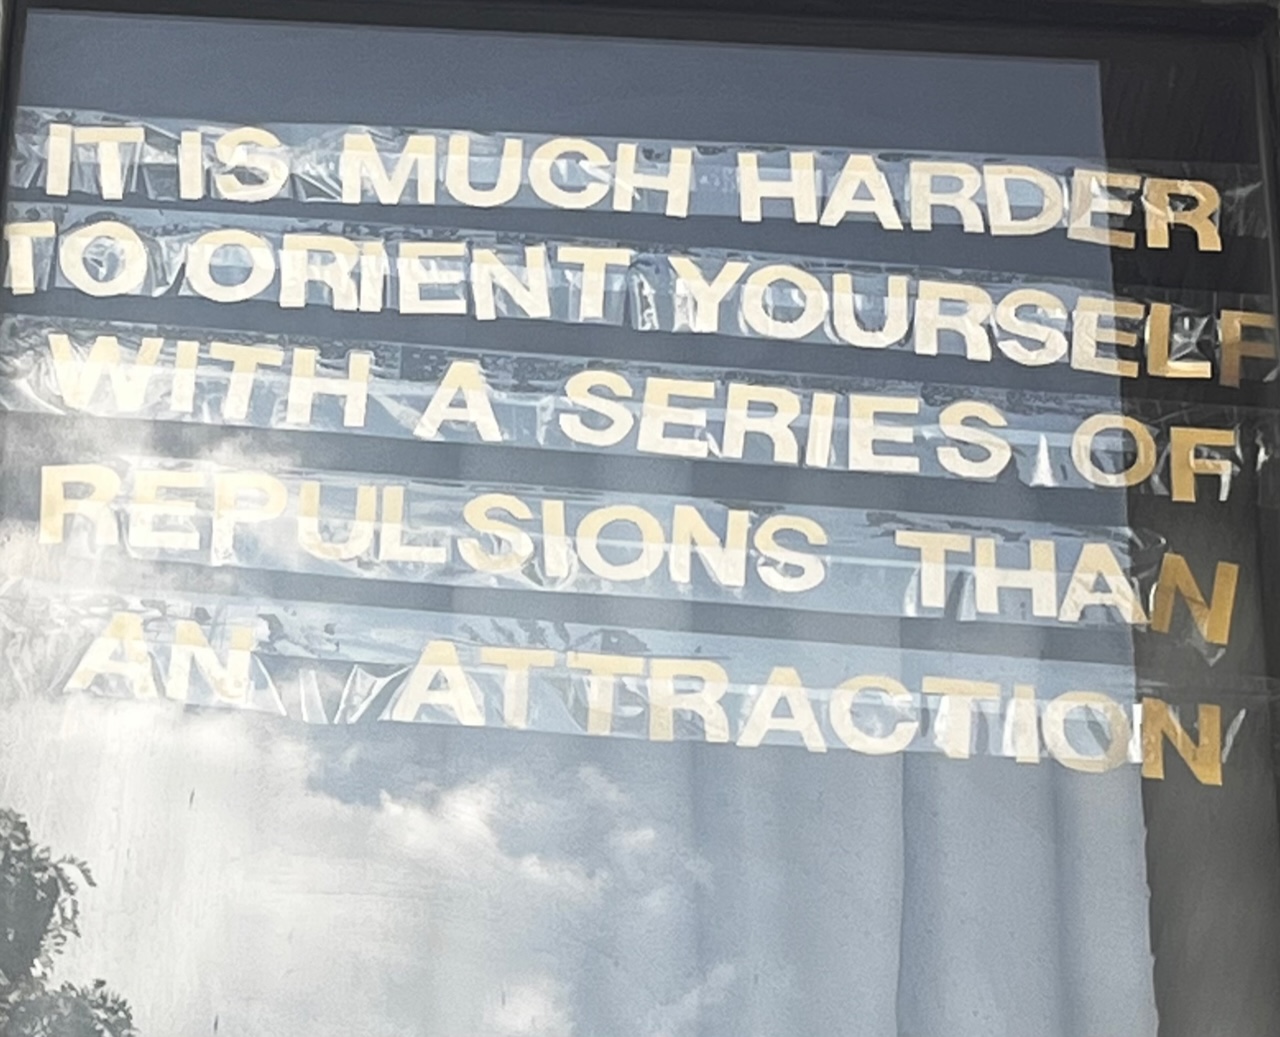 IT IS MUCH HARDER
TO ORIENT YOURSELF
WITH A SERIES OF
REPULSIONS THAN
AN ATTRACTION